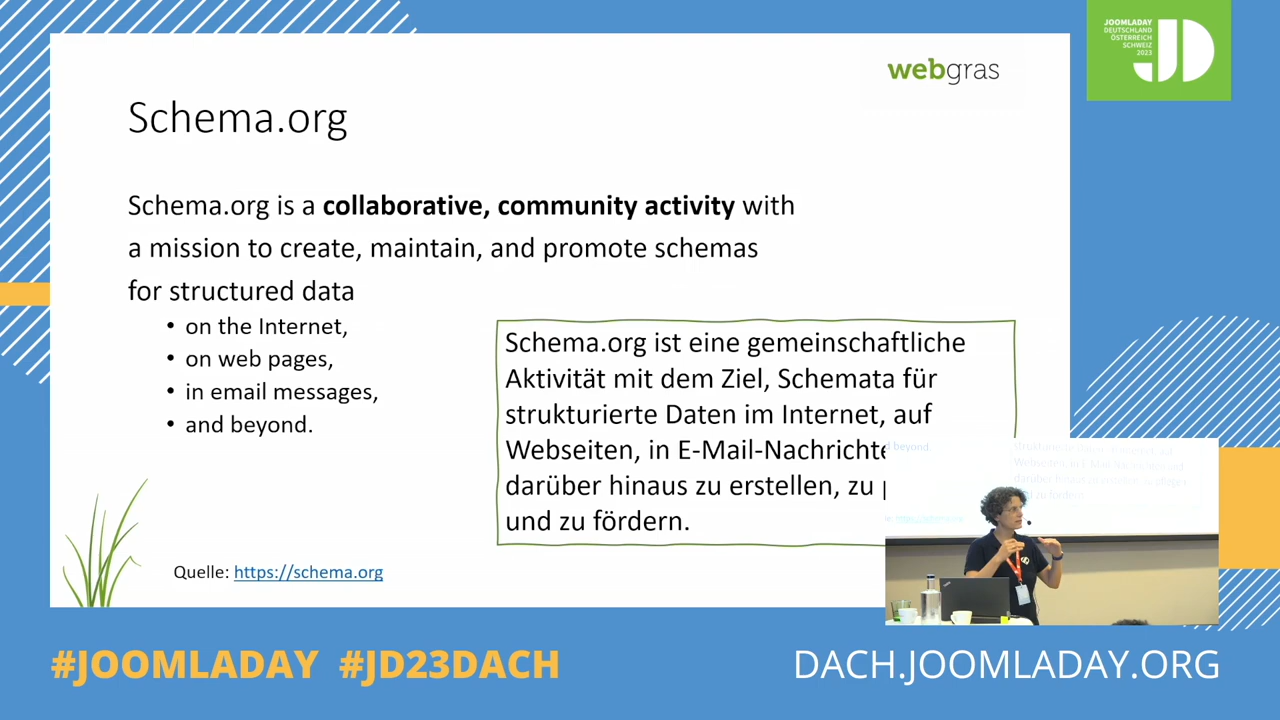 JOOMLADAY
DEUTSCHLAND
ÖSTERREICH
SCHWEIZ
2023
JD
webgras
Schema.org
Schema.org is a collaborative, community activity with
a mission to create, maintain, and promote schemas
for structured data
• on the Internet,
• on web pages,
• in email messages,
• and beyond.
Schema.org ist eine gemeinschaftliche
Aktivität mit dem Ziel, Schemata für
strukturierte Daten im Internet, auf
Webseiten, in E-Mail-Nachrichte
darüber hinaus zu erstellen, zu
und zu fördern.
Quelle: https://schema.org
#JOOMLADAY #JD23DACH
DACH.JOOMLADAY.ORG